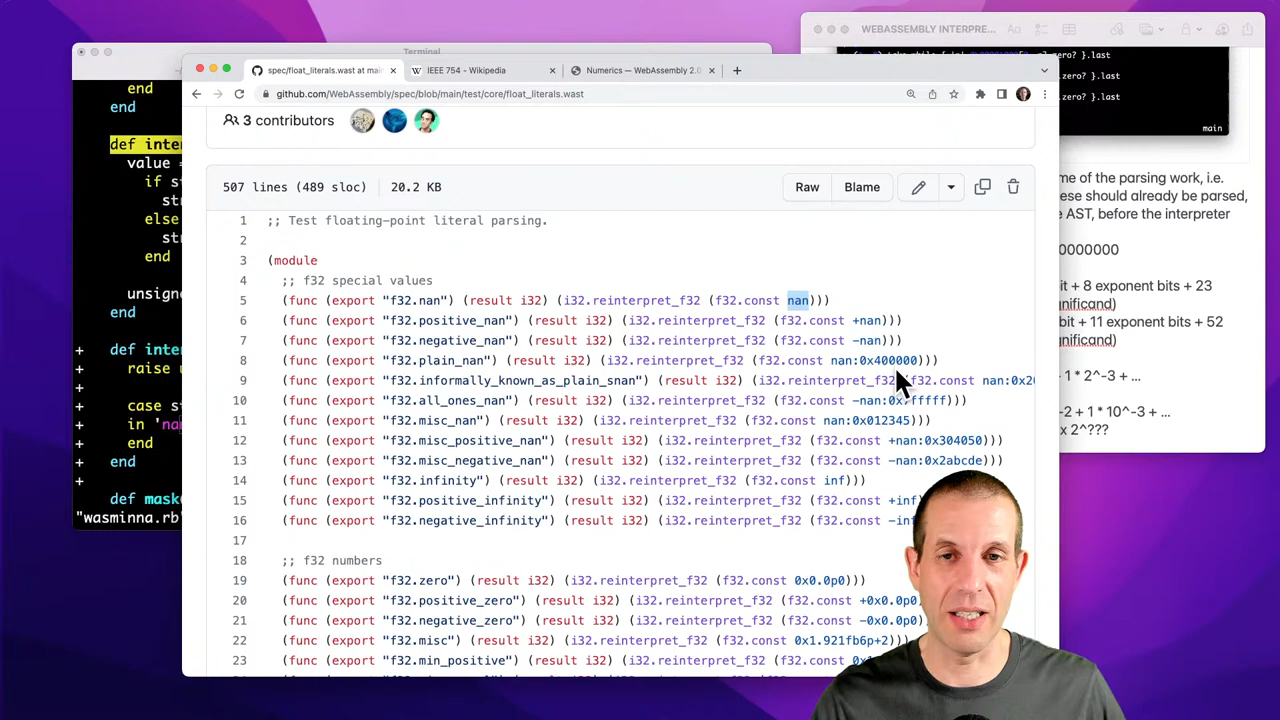 Terminal
end
end
def inter
value =
if s
st
else
st
end
unsigne
end
+
+ def inte
+ raise u
+
+ case st
+ in 'na
+ end
+ end
+
def mask
"wasminna.rb"
WEBASSEMBLY INTERPRE...
Aa
zero? }.last
zero? }.last
main
me of the parsing work, i.e.
ese should already be parsed,
e AST, before the interpreter
0000000
bit + 8 exponent bits + 23
gnificand)
bit + 11 exponent bits + 52
gnificand)
1 * 2^-3 + ...
-2 + 1 * 10^-3 + ...
x 2^???
spec/float_literals.wast at main
IEEE 754 - Wikipedia
Numerics — WebAssembly 2.0
github.com/WebAssembly/spec/blob/main/test/core/float_literals.wast
3 contributors
507 lines (489 sloc) 20.2 KB
Raw Blame
1 ;; Test floating-point literal parsing.
2
3 (module
4 ;; f32 special values
5 (func (export "f32.nan") (result i32) (i32.reinterpret_f32 (f32.const nan)))
6 (func (export "f32.positive_nan") (result i32) (i32.reinterpret_f32 (f32.const +nan)))
7 (func (export "f32.negative_nan") (result i32) (i32.reinterpret_f32 (f32.const -nan)))
8 (func (export "f32.plain_nan") (result i32) (i32.reinterpret_f32 (f32.const nan:0x400000)))
9 (func (export "f32.informally_known_as_plain_snan") (result i32) (i32.reinterpret_f32 (f32.const nan:0x20
10 (func (export "f32.all_ones_nan") (result i32) (i32.reinterpret_f32 (f32.const -nan:0x7fffff)))
11 (func (export "f32.misc_nan") (result i32) (i32.reinterpret_f32 (f32.const nan:0x012345)))
12 (func (export "f32.misc_positive_nan") (result i32) (i32.reinterpret_f32 (f32.const +nan:0x304050)))
13 (func (export "f32.misc_negative_nan") (result i32) (i32.reinterpret_f32 (f32.const -nan:0x2abcde)))
14 (func (export "f32.infinity") (result i32) (i32.reinterpret_f32 (f32.const inf)))
15 (func (export "f32.positive_infinity") (result i32) (i32.reinterpret_f32 (f32.const +inf)
16 (func (export "f32.negative_infinity") (result i32) (i32.reinterpret_f32 (f32.const -inf
17
18 ;; f32 numbers
19 (func (export "f32.zero") (result i32) (i32.reinterpret_f32 (f32.const 0x0.0p0)))
20 (func (export "f32.positive_zero") (result i32) (i32.reinterpret_f32 (f32.const +0x0.0p0)
21 (func (export "f32.negative_zero") (result i32) (i32.reinterpret_f32 (f32.const -0x0.0p0)
22 (func (export "f32.misc") (result i32) (i32.reinterpret_f32 (f32.const 0x1.921fb6p+2)))
23 (func (export "f32.min_positive") (result i32) (i32.reinterpret_f32 (f32.const